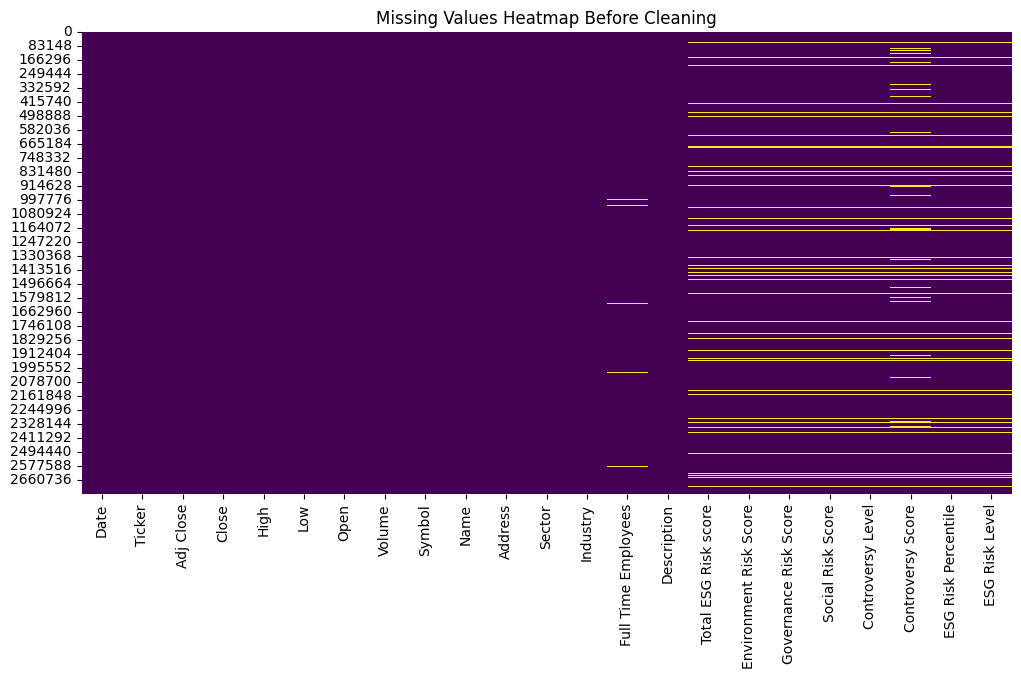 Missing Values Heatmap Before Cleaning
0
83148
166296
249444
332592
415740
498888
582036
665184
748332
831480
914628
997776
1080924
1164072
1247220
1330368
1413516
1496664
1579812
1662960
1746108
1829256
1912404
1995552
2078700
2161848
2244996
2328144
2411292
2494440
2577588
2660736
Date
Ticker
Adj Close
Close
High
Low
Open
Volume
Symbol
Name
Address
Sector
Industry
Full Time Employees
Description
Total ESG Risk score
Environment Risk Score
Governance Risk Score
Social Risk Score
Controversy Level
Controversy Score
ESG Risk Percentile
ESG Risk Level